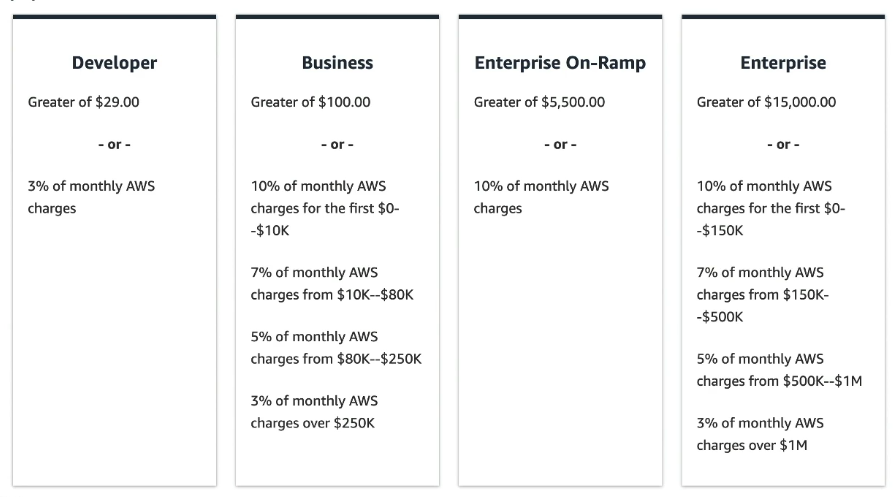 Developer
Greater of $29.00
- or -
3% of monthly AWS
charges
Business
Greater of $100.00
- or -
10% of monthly AWS
charges for the first $0-
-$10K
7% of monthly AWS
charges from $10K--$80K
5% of monthly AWS
charges from $80K--$250K
3% of monthly AWS
charges over $250K
Enterprise On-Ramp
Greater of $5,500.00
- or -
10% of monthly AWS
charges
Enterprise
Greater of $15,000.00
- or -
10% of monthly AWS
charges for the first $0-
-$150K
7% of monthly AWS
charges from $150K-
-$500K
5% of monthly AWS
charges from $500K--$1M
3% of monthly AWS
charges over $1M